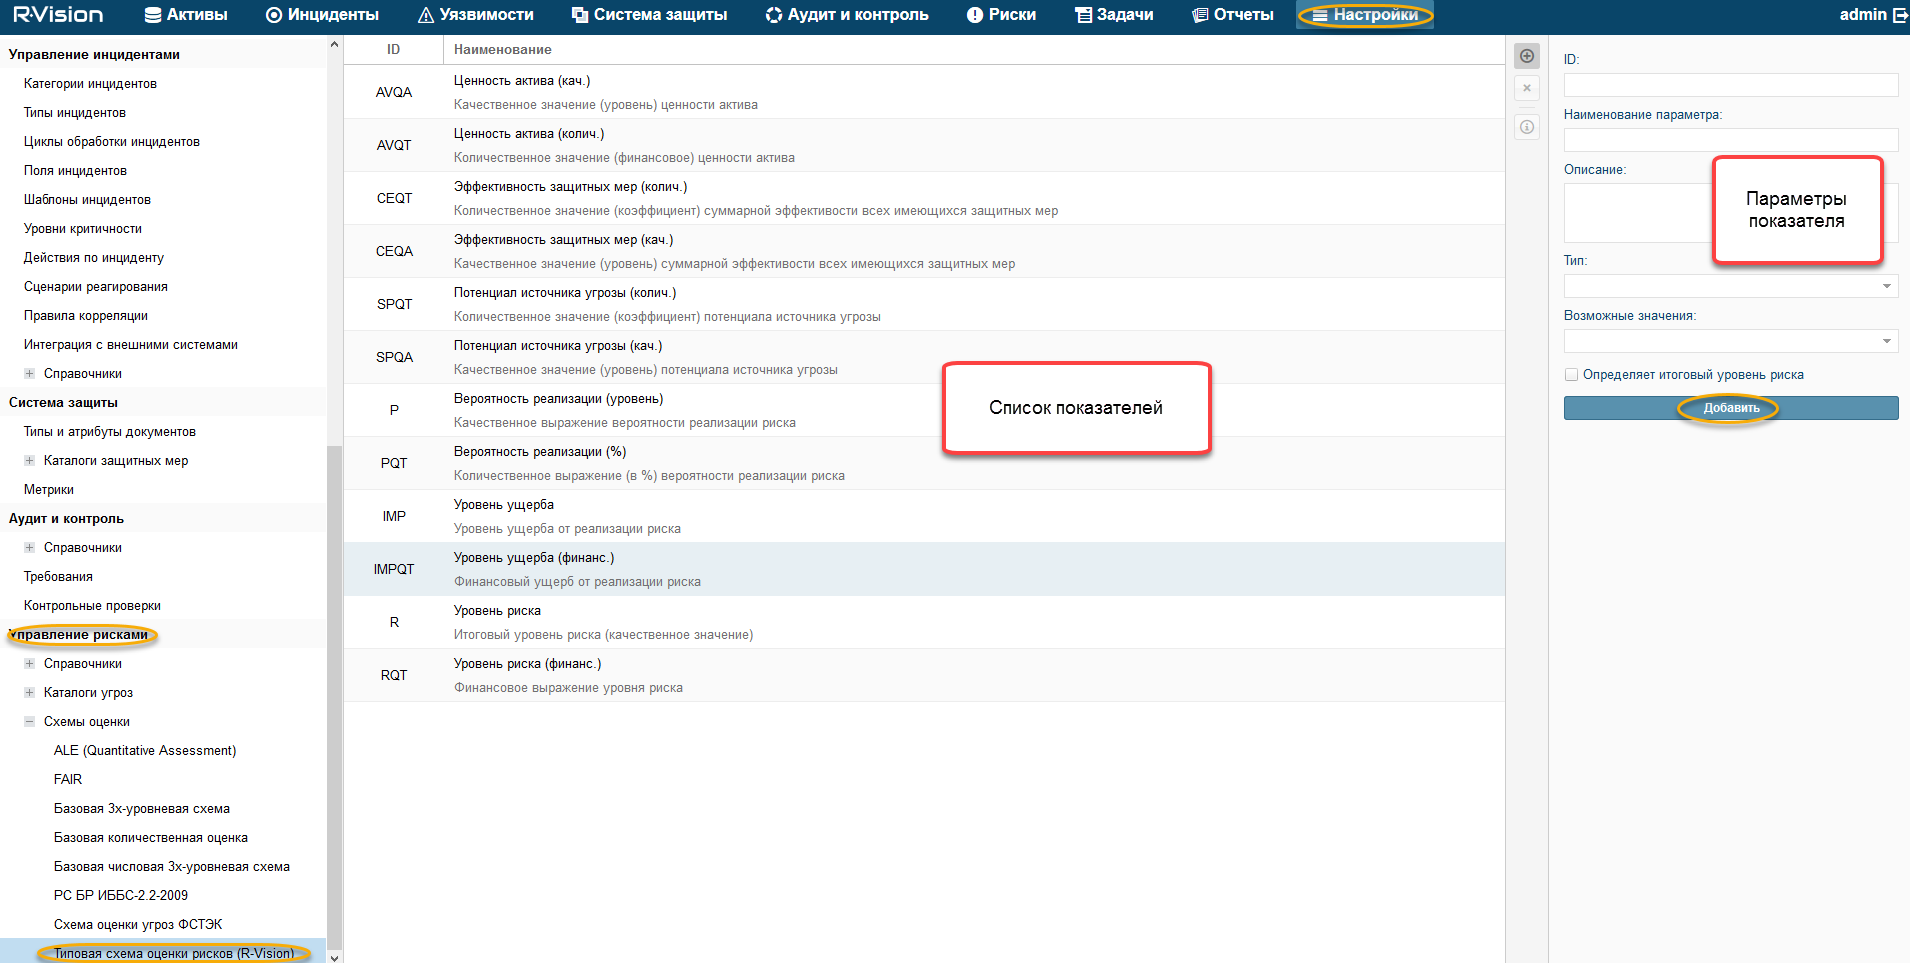 R-Vision
Активы
Инциденты
Уязвимости
Система защиты
Аудит и контроль
Риски
Задачи
Отчеты
Настройки
admin
Управление инцидентами
Категории инцидентов
Типы инцидентов
Циклы обработки инцидентов
Поля инцидентов
Шаблоны инцидентов
Уровни критичности
Действия по инциденту
Сценарии реагирования
Правила корреляции
Интеграция с внешними системами
Справочники
Система защиты
Типы и атрибуты документов
Каталоги защитных мер
Метрики
Аудит и контроль
Справочники
Требования
Контрольные проверки
Управление рисками
Справочники
Каталоги угроз
Схемы оценки
ALE (Quantitative Assessment)
FAIR
Базовая 3х-уровневая схема
Базовая количественная оценка
Базовая числовая 3х-уровневая схема
РС БР ИББС-2.2-2009
Схема оценки угроз ФСТЭК
Типовая схема оценки рисков (R-Vision)
ID Наименование
AVQA Ценность актива (кач.)
Качественное значение (уровень) ценности актива
AVQT Ценность актива (колич.)
Количественное значение (финансовое) ценности актива
CEQT Эффективность защитных мер (колич.)
Количественное значение (коэффициент) суммарной эффективости всех имеющихся защитных мер
CEQA Эффективность защитных мер (кач.)
Качественное значение (уровень) суммарной эффективости всех имеющихся защитных мер
SPQT Потенциал источника угрозы (колич.)
Количественное значение (коэффициент) потенциала источника угрозы
SPQA Потенциал источника угрозы (кач.)
Качественное значение (уровень) потенциала источника угрозы
P Вероятность реализации (уровень)
Качественное выражение вероятности реализации риска
PQT Вероятность реализации (%)
Количественное выражение (в %) вероятности реализации риска
IMP Уровень ущерба
Уровень ущерба от реализации риска
IMPQT Уровень ущерба (финанс.)
Финансовый ущерб от реализации риска
R Уровень риска
Итоговый уровень риска (качественное значение)
RQT Уровень риска (финанс.)
Финансовое выражение уровня риска
Список показателей
ID:
Наименование параметра:
Описание:
Параметры
показателя
Тип:
Возможные значения:
Определяет итоговый уровень риска
Добавить